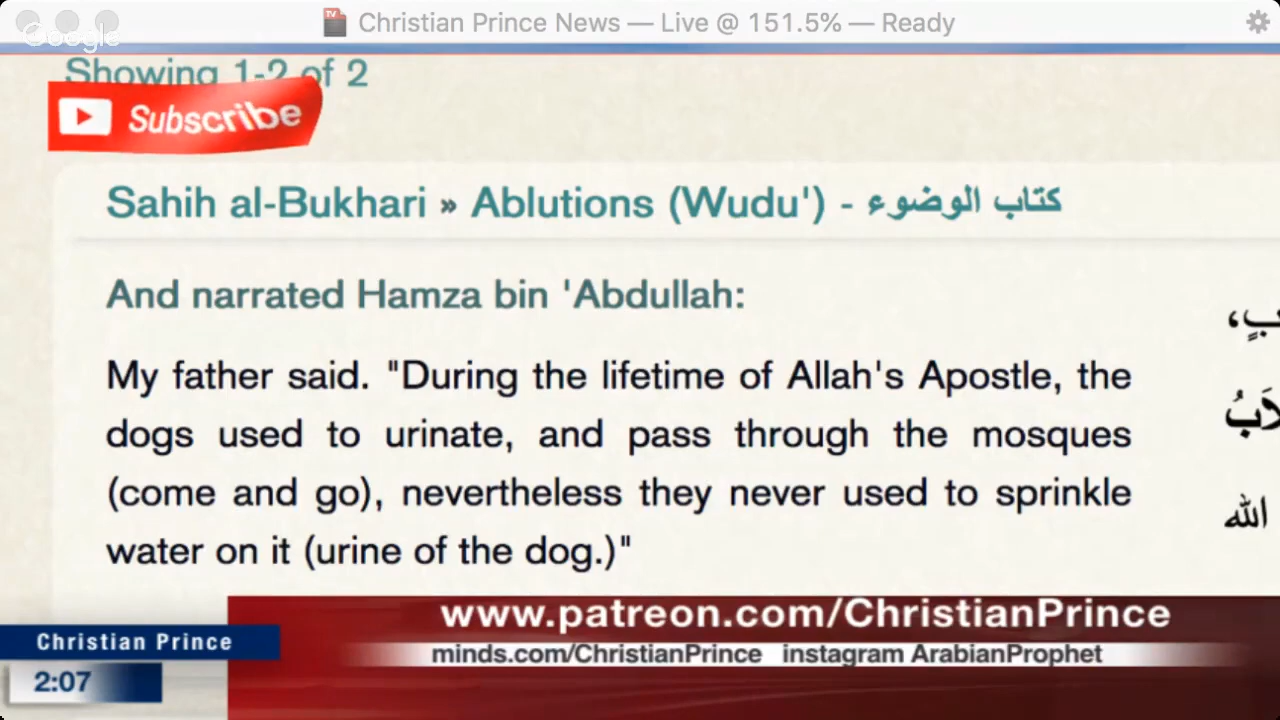 Christian Prince News — Live @ 151.5% — Ready
Google
Showing 1-2 of 2
Subscribe
Sahih al-Bukhari » Ablutions (Wudu') - كتاب الوضوء
And narrated Hamza bin 'Abdullah:
My father said. "During the lifetime of Allah's Apostle, the
dogs used to urinate, and pass through the mosques
(come and go), nevertheless they never used to sprinkle
water on it (urine of the dog.)"
الله
www.patreon.com/ChristianPrince
minds.com/ChristianPrince instagram ArabianProphet
Christian Prince
2:07